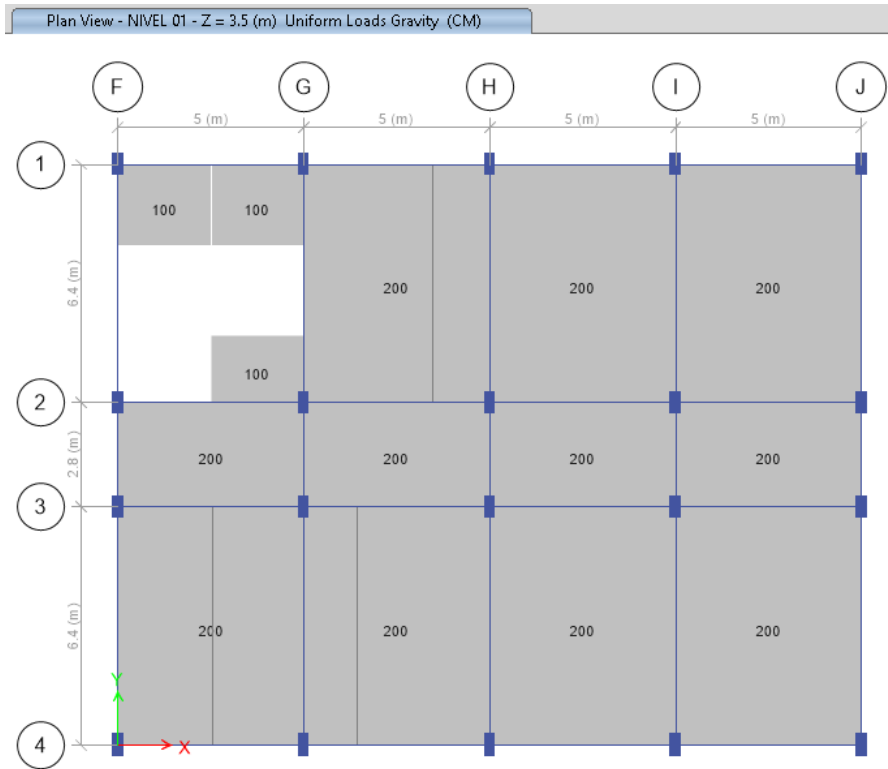 Plan View - NIVEL 01 - Z = 3.5 (m)  Uniform Loads Gravity  (CM)
F G H I J
5 (m) 5 (m) 5 (m) 5 (m)
1
100 100
6.4 (m)
200 200 200
100
2
2.8 (m)
200 200 200 200
3
6.4 (m)
200 200 200 200
Y
X
4